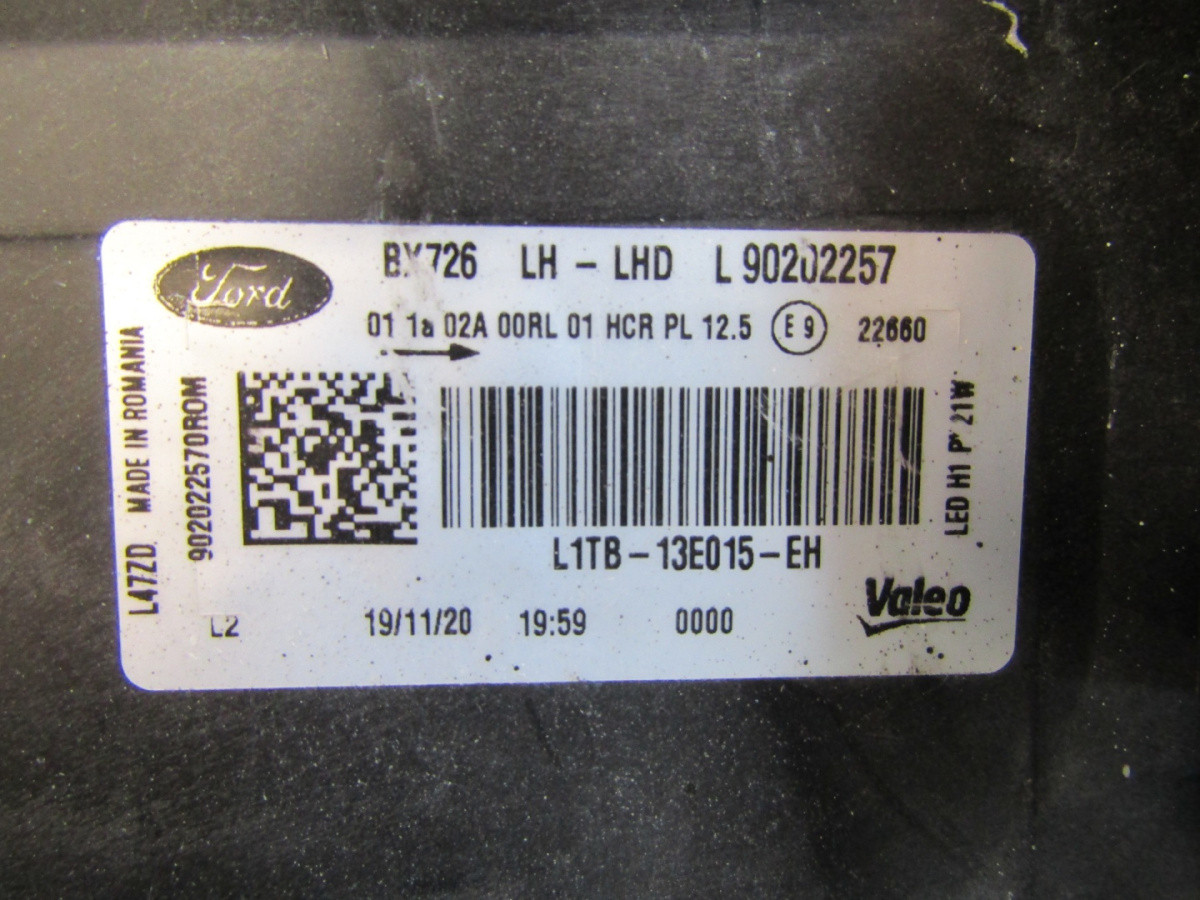 Ford
BX726 LH - LHD L 90202257
01 1a 02A 00RL 01 HCR PL 12.5 E 9 22660
MADE IN ROMANIA
L47ZD
90202570ROM
LED H1 21W
L1TB-13E015-EH
Valeo
L2 19/11/20 19:59 0000